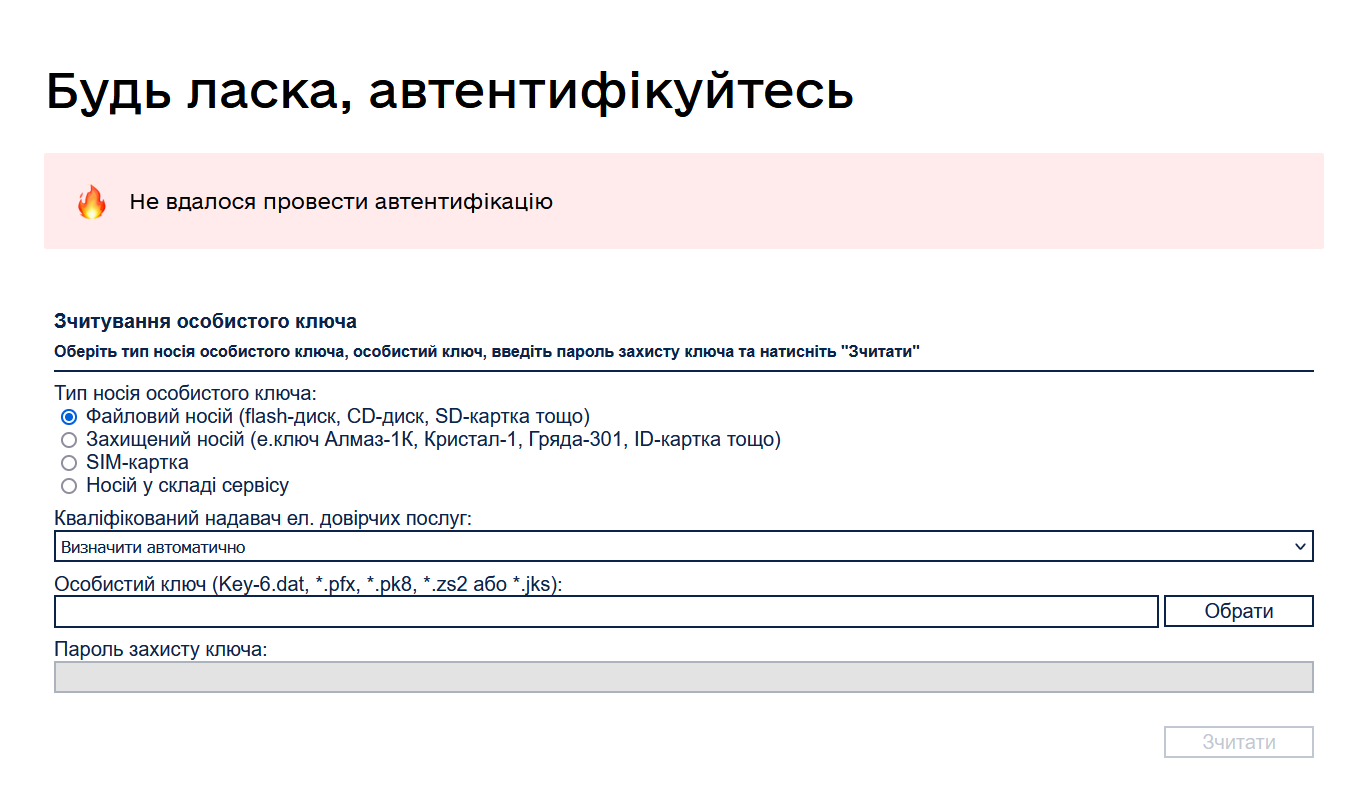 Будь ласка, автентифікуйтесь
Не вдалося провести автентифікацію
Зчитування особистого ключа
Оберіть тип носія особистого ключа, особистий ключ, введіть пароль захисту ключа та натисніть "Зчитати"
Тип носія особистого ключа:
Файловий носій (flash-диск, CD-диск, SD-картка тощо)
Захищений носій (е.ключ Алмаз-1К, Кристал-1, Гряда-301, ID-картка тощо)
SIM-картка
Носій у складі сервісу
Кваліфікований надавач ел. довірчих послуг:
Визначити автоматично
Особистий ключ (Key-6.dat, *.pfx, *.pk8, *.zs2 або *.jks):
Обрати
Пароль захисту ключа:
Зчитати